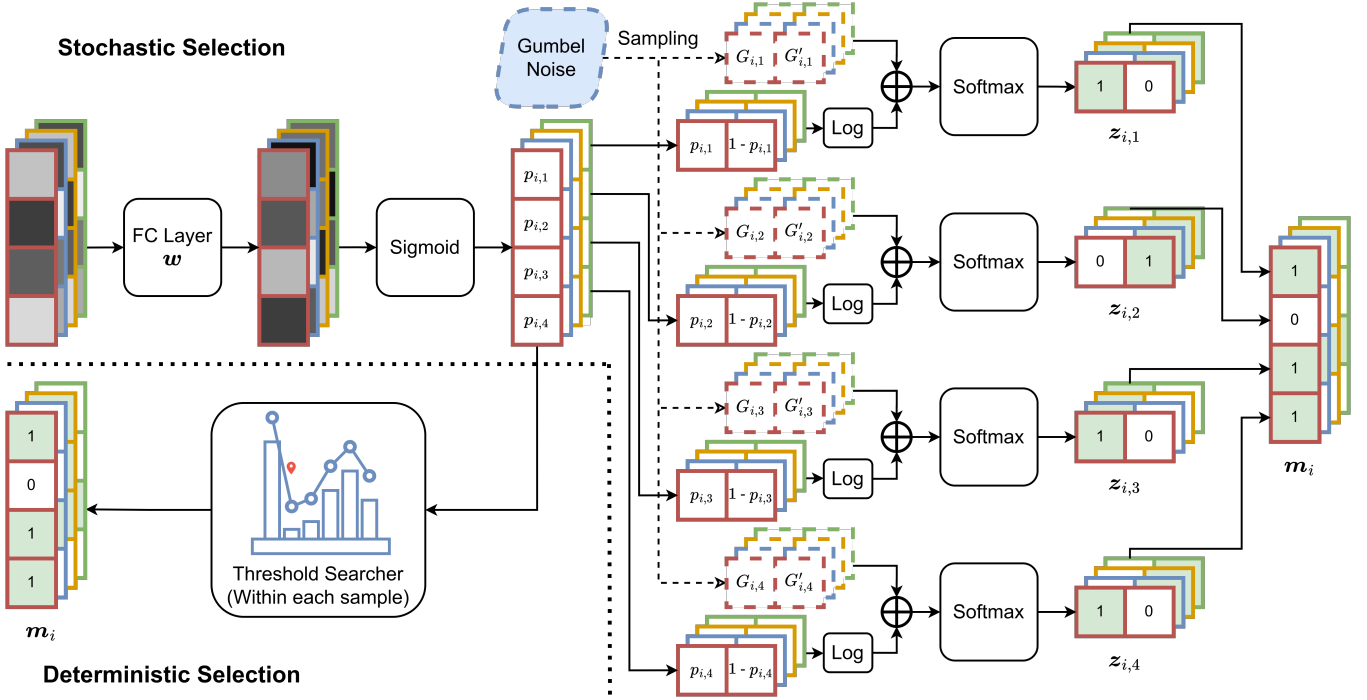 Stochastic Selection
Gumbel
Noise
Sampling
FC Layer
w
Sigmoid
p_{i,1}
p_{i,2}
p_{i,3}
p_{i,4}
G_{i,1} G'_{i,1}
p_{i,1} 1 - p_{i,1}
Log
Softmax
1 0
z_{i,1}
G_{i,2} G'_{i,2}
p_{i,2} 1 - p_{i,2}
Log
Softmax
0 1
z_{i,2}
G_{i,3} G'_{i,3}
p_{i,3} 1 - p_{i,3}
Log
Softmax
1 0
z_{i,3}
G_{i,4} G'_{i,4}
p_{i,4} 1 - p_{i,4}
Log
Softmax
1 0
z_{i,4}
1
0
1
1
m_i
Threshold Searcher
(Within each sample)
1
0
1
1
m_i
Deterministic Selection